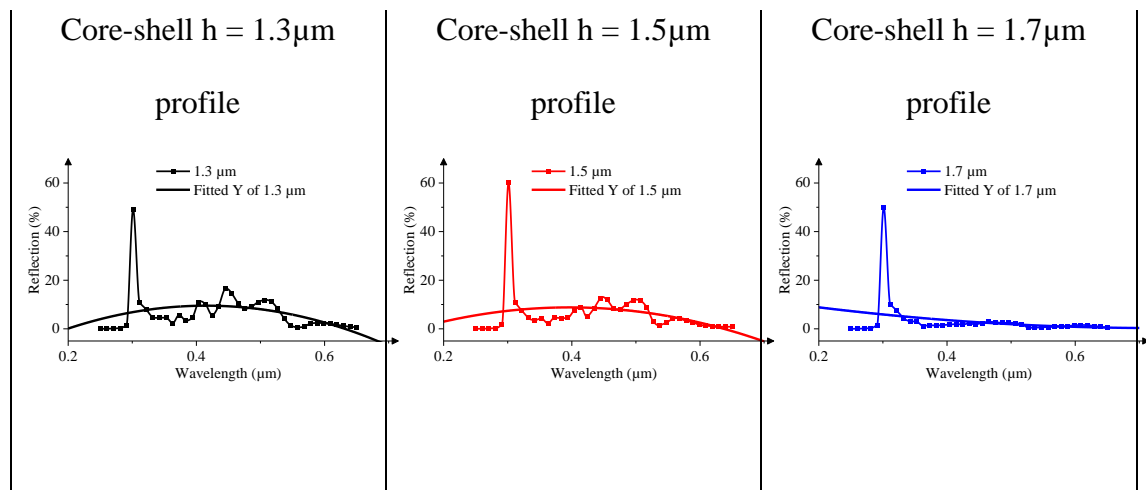 Core-shell h = 1.3µm
profile
1.3 µm
Fitted Y of 1.3 µm
60
40
20
0
Reflection (%)
0.2
0.4
0.6
Wavelength (µm)
Core-shell h = 1.5µm
profile
1.5 µm
Fitted Y of 1.5 µm
60
40
20
0
Reflection (%)
0.2
0.4
0.6
Wavelength (µm)
Core-shell h = 1.7µm
profile
1.7 µm
Fitted Y of 1.7 µm
60
40
20
0
Reflection (%)
0.2
0.4
0.6
Wavelength (µm)